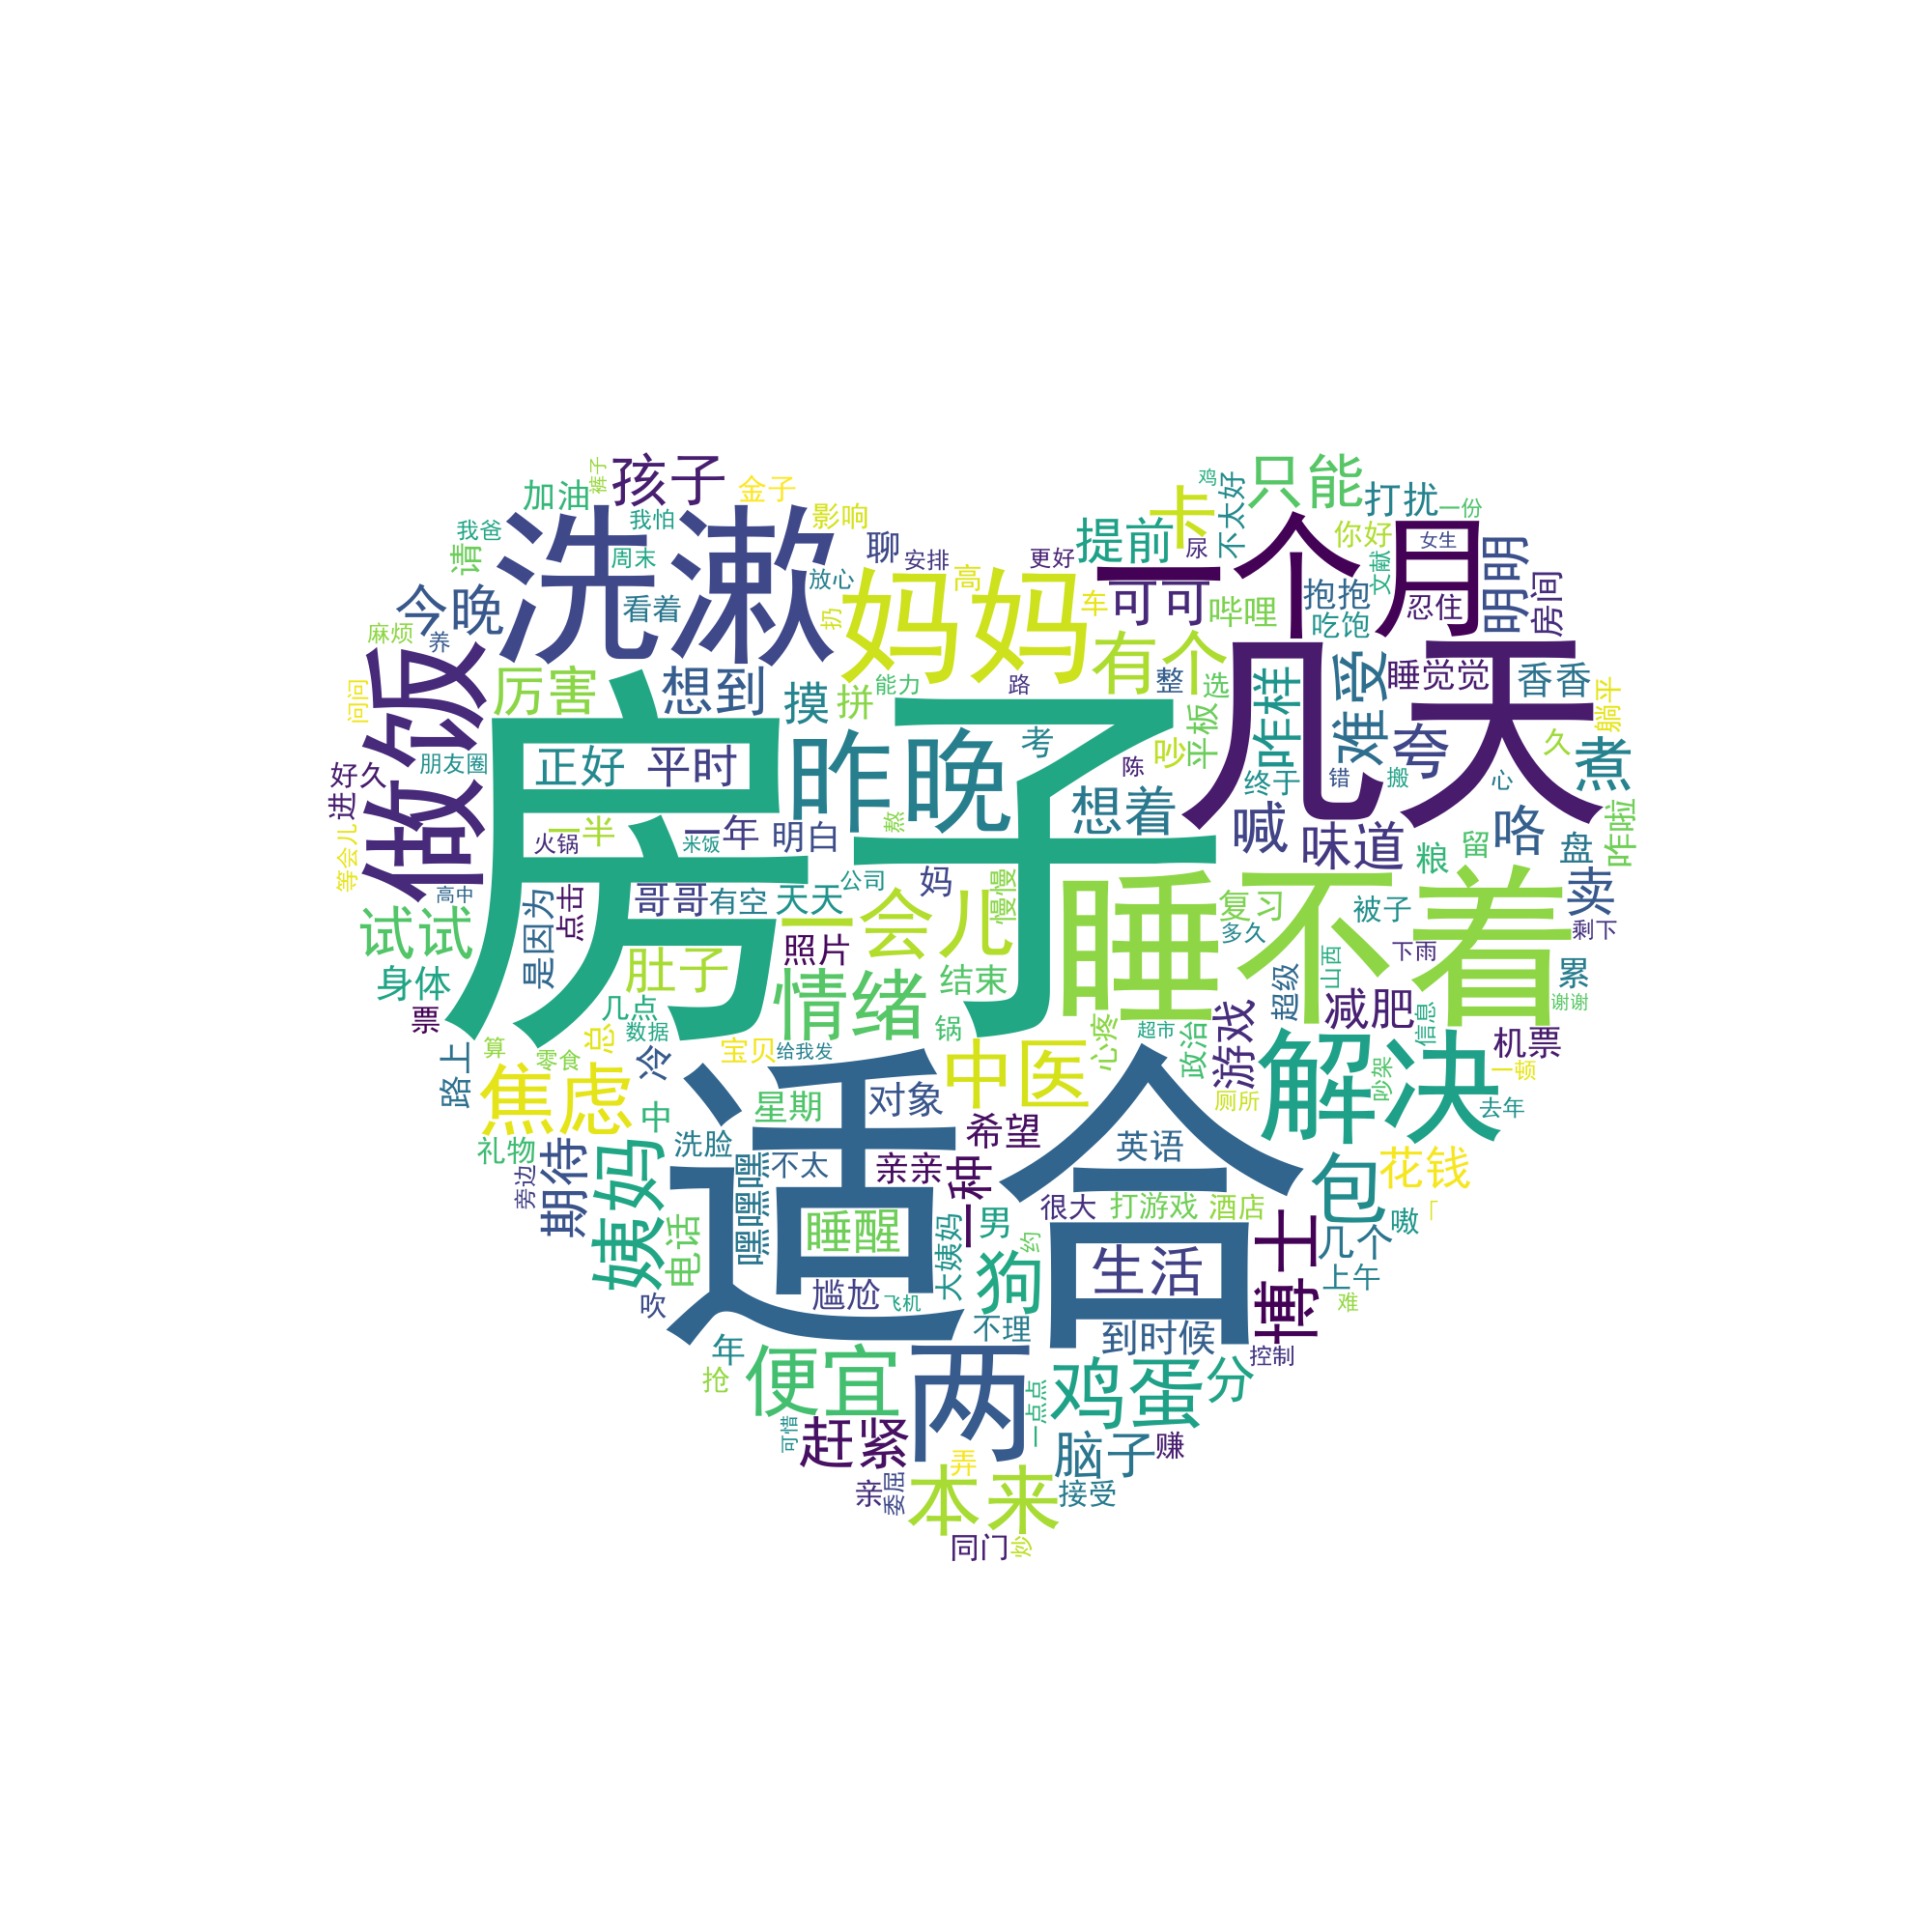 孩子
裤子
金子
加油
我怕
影响
我爸
请
周末
洗漱
聊
安排
放心
高
更好
鸡
只能
卡
不太好
打扰
一份
提前
尿
你好
女生
文献
一个月
明明
房间
今晚
麻烦
养
看着
扔
妈妈
车
可可
哔哩
抱抱
忍住
吃饱
做饭
问问
厉害
想到
摸
拼
能力
路
有个
整
选
咋样
难受
睡觉觉
香香
躺平
几天
房子
正好
平时
昨晚
考
陈
吵
平板
终于
错
夸
搬
久
心
煮
朋友圈
好久
进
等会儿
火锅
一半
米饭
一年
明白
熬
想着
喊
味道
咯
粮
留
盘
咋啦
高中
公司
妈
慢慢
哥哥
有空
天天
一会儿
睡不着
复习
多久
被子
卖
剩下
试试
是因为
点击
照片
肚子
情绪
结束
山西
下雨
身体
票
几点
数据
锅
超级
减肥
信息
累
谢谢
路上
算
零食
总
冷
宝贝
给我发
中医
心疼
超市
政治
游戏
解决
吵架
机票
一顿
去年
焦虑
中
星期
对象
希望
厕所
英语
礼物
旁边
期待
姨妈
洗脸
嘿嘿嘿
不太
亲亲
一种
适合
包
花钱
电话
睡醒
大姨妈
男
约
很大
打游戏
酒店
博士
嗷
「
几个
吹
尴尬
飞机
狗
生活
上午
难
年
不理
到时候
控制
抢
便宜
两
鸡蛋
分
一点点
可惜
赶紧
脑子
赚
弄
亲
委屈
本来
接受
同门
炒